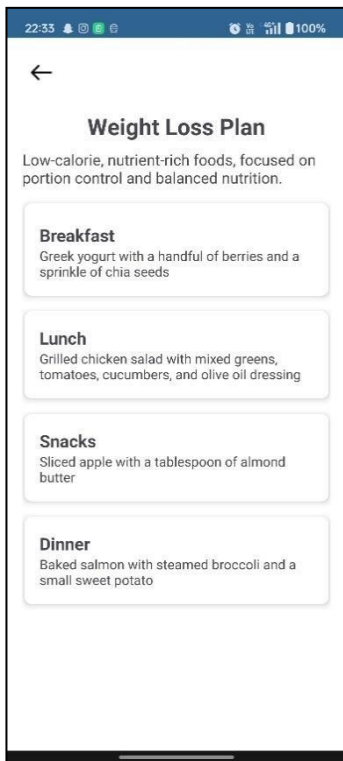 22:33 100%
Weight Loss Plan
Low-calorie, nutrient-rich foods, focused on
portion control and balanced nutrition.
Breakfast
Greek yogurt with a handful of berries and a
sprinkle of chia seeds
Lunch
Grilled chicken salad with mixed greens,
tomatoes, cucumbers, and olive oil dressing
Snacks
Sliced apple with a tablespoon of almond
butter
Dinner
Baked salmon with steamed broccoli and a
small sweet potato